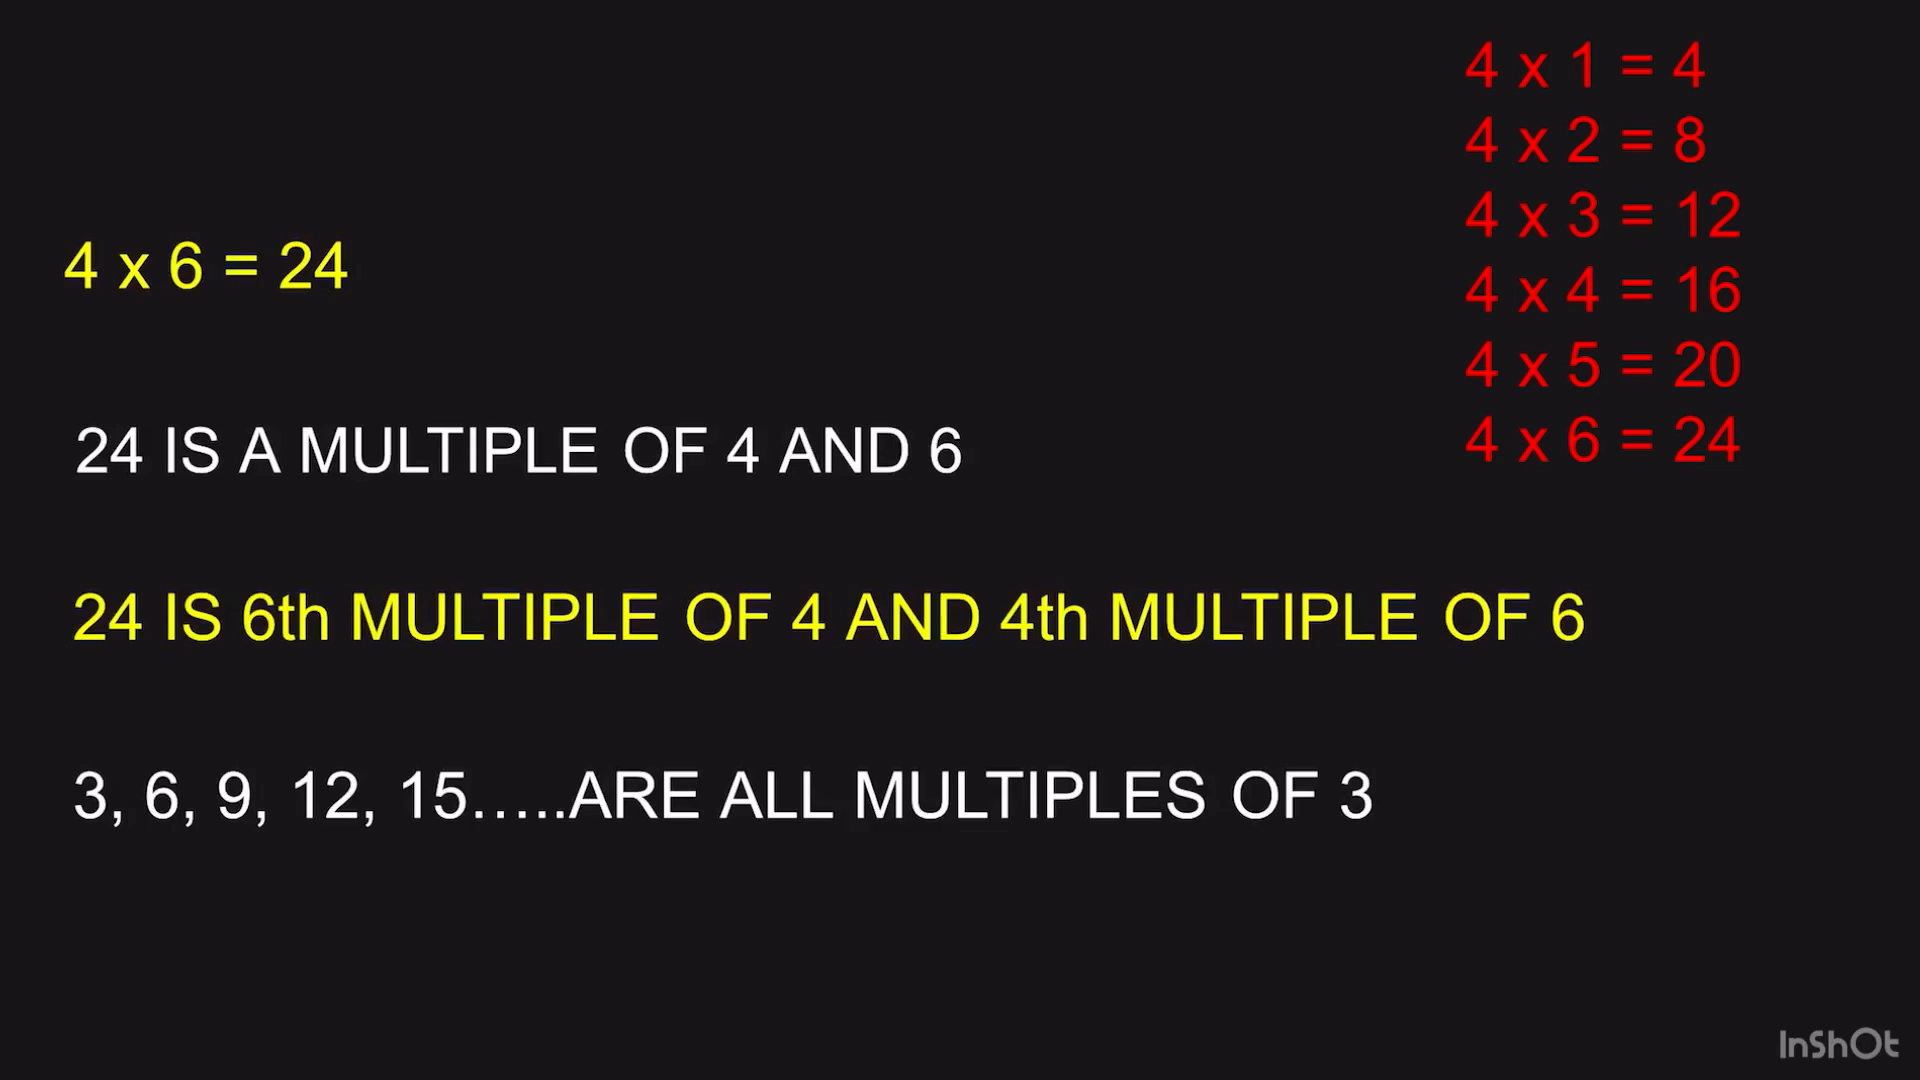 4 x 1 = 4
4 x 2 = 8
4 x 3 = 12
4 x 4 = 16
4 x 5 = 20
4 x 6 = 24
4 x 6 = 24
24 IS A MULTIPLE OF 4 AND 6
24 IS 6th MULTIPLE OF 4 AND 4th MULTIPLE OF 6
3, 6, 9, 12, 15.....ARE ALL MULTIPLES OF 3
InShOt